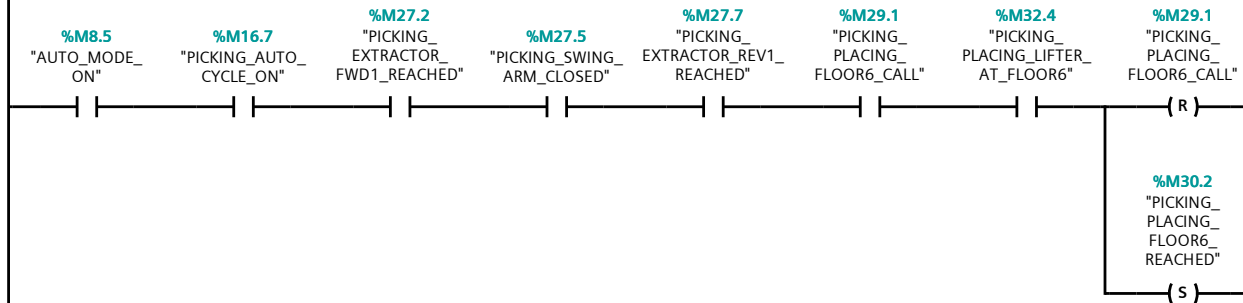 %M8.5
"AUTO_MODE_
ON"
%M16.7
"PICKING_AUTO_
CYCLE_ON"
%M27.2
"PICKING_
EXTRACTOR_
FWD1_REACHED"
%M27.5
"PICKING_SWING_
ARM_CLOSED"
%M27.7
"PICKING_
EXTRACTOR_REV1_
REACHED"
%M29.1
"PICKING_
PLACING_
FLOOR6_CALL"
%M32.4
"PICKING_
PLACING_LIFTER_
AT_FLOOR6"
%M29.1
"PICKING_
PLACING_
FLOOR6_CALL"
R
%M30.2
"PICKING_
PLACING_
FLOOR6_
REACHED"
S